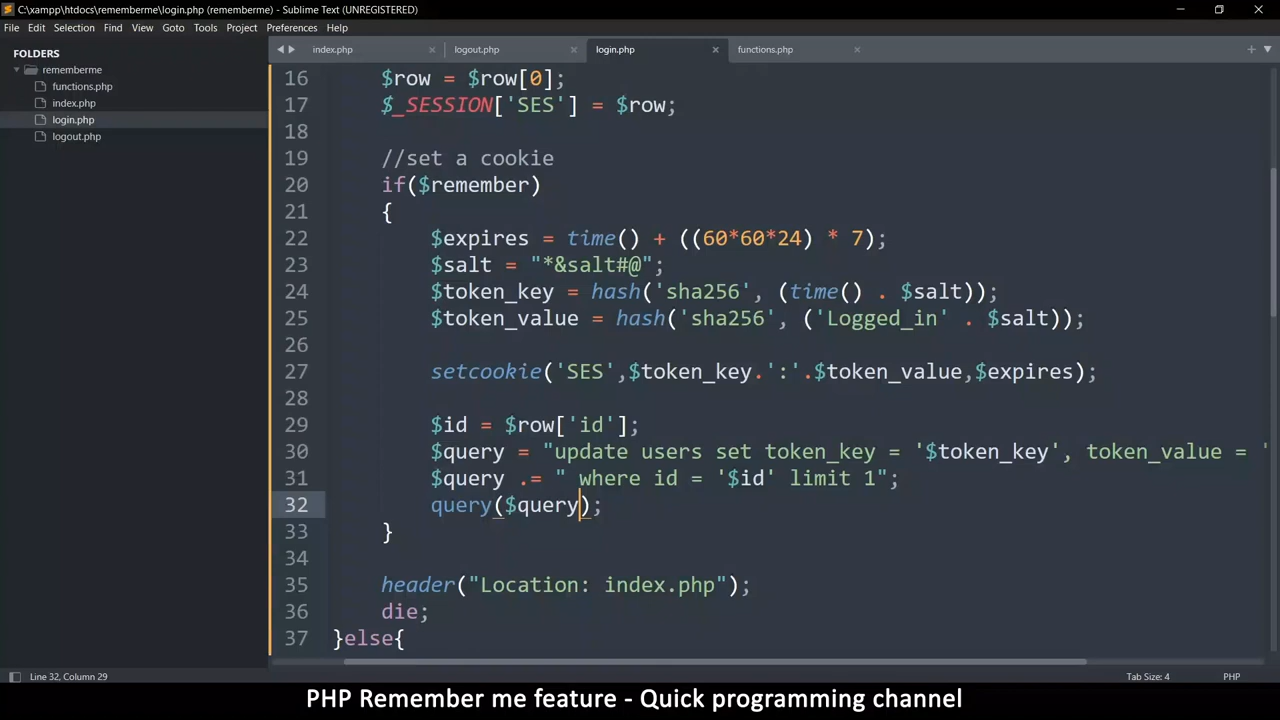 C:\xampp\htdocs\rememberme\login.php (rememberme) - Sublime Text (UNREGISTERED)
File Edit Selection Find View Goto Tools Project Preferences Help
FOLDERS
rememberme
functions.php
index.php
login.php
logout.php
index.php logout.php login.php functions.php
16 $row = $row[0];
17 $_SESSION['SES'] = $row;
18
19 //set a cookie
20 if($remember)
21 {
22 $expires = time() + ((60*60*24) * 7);
23 $salt = "*&salt#@";
24 $token_key = hash('sha256', (time() . $salt));
25 $token_value = hash('sha256', ('Logged_in' . $salt));
26
27 setcookie('SES',$token_key.':'.$token_value,$expires);
28
29 $id = $row['id'];
30 $query = "update users set token_key = '$token_key', token_value = '
31 $query .= " where id = '$id' limit 1";
32 query($query);
33 }
34
35 header("Location: index.php");
36 die;
37 }else{
Line 32, Column 29
Tab Size: 4
PHP
PHP Remember me feature - Quick programming channel